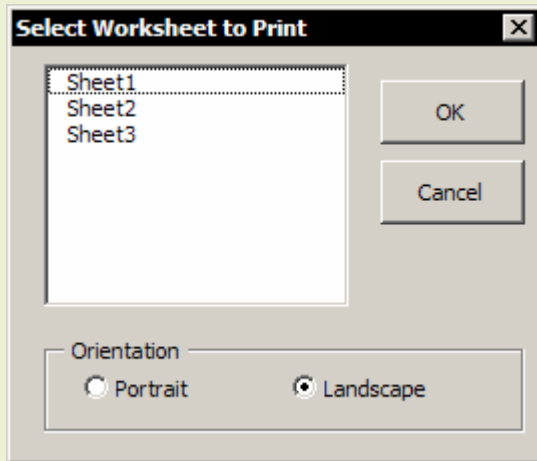 Select Worksheet to Print
Sheet1
Sheet2
Sheet3
OK
Cancel
Orientation
Portrait
Landscape